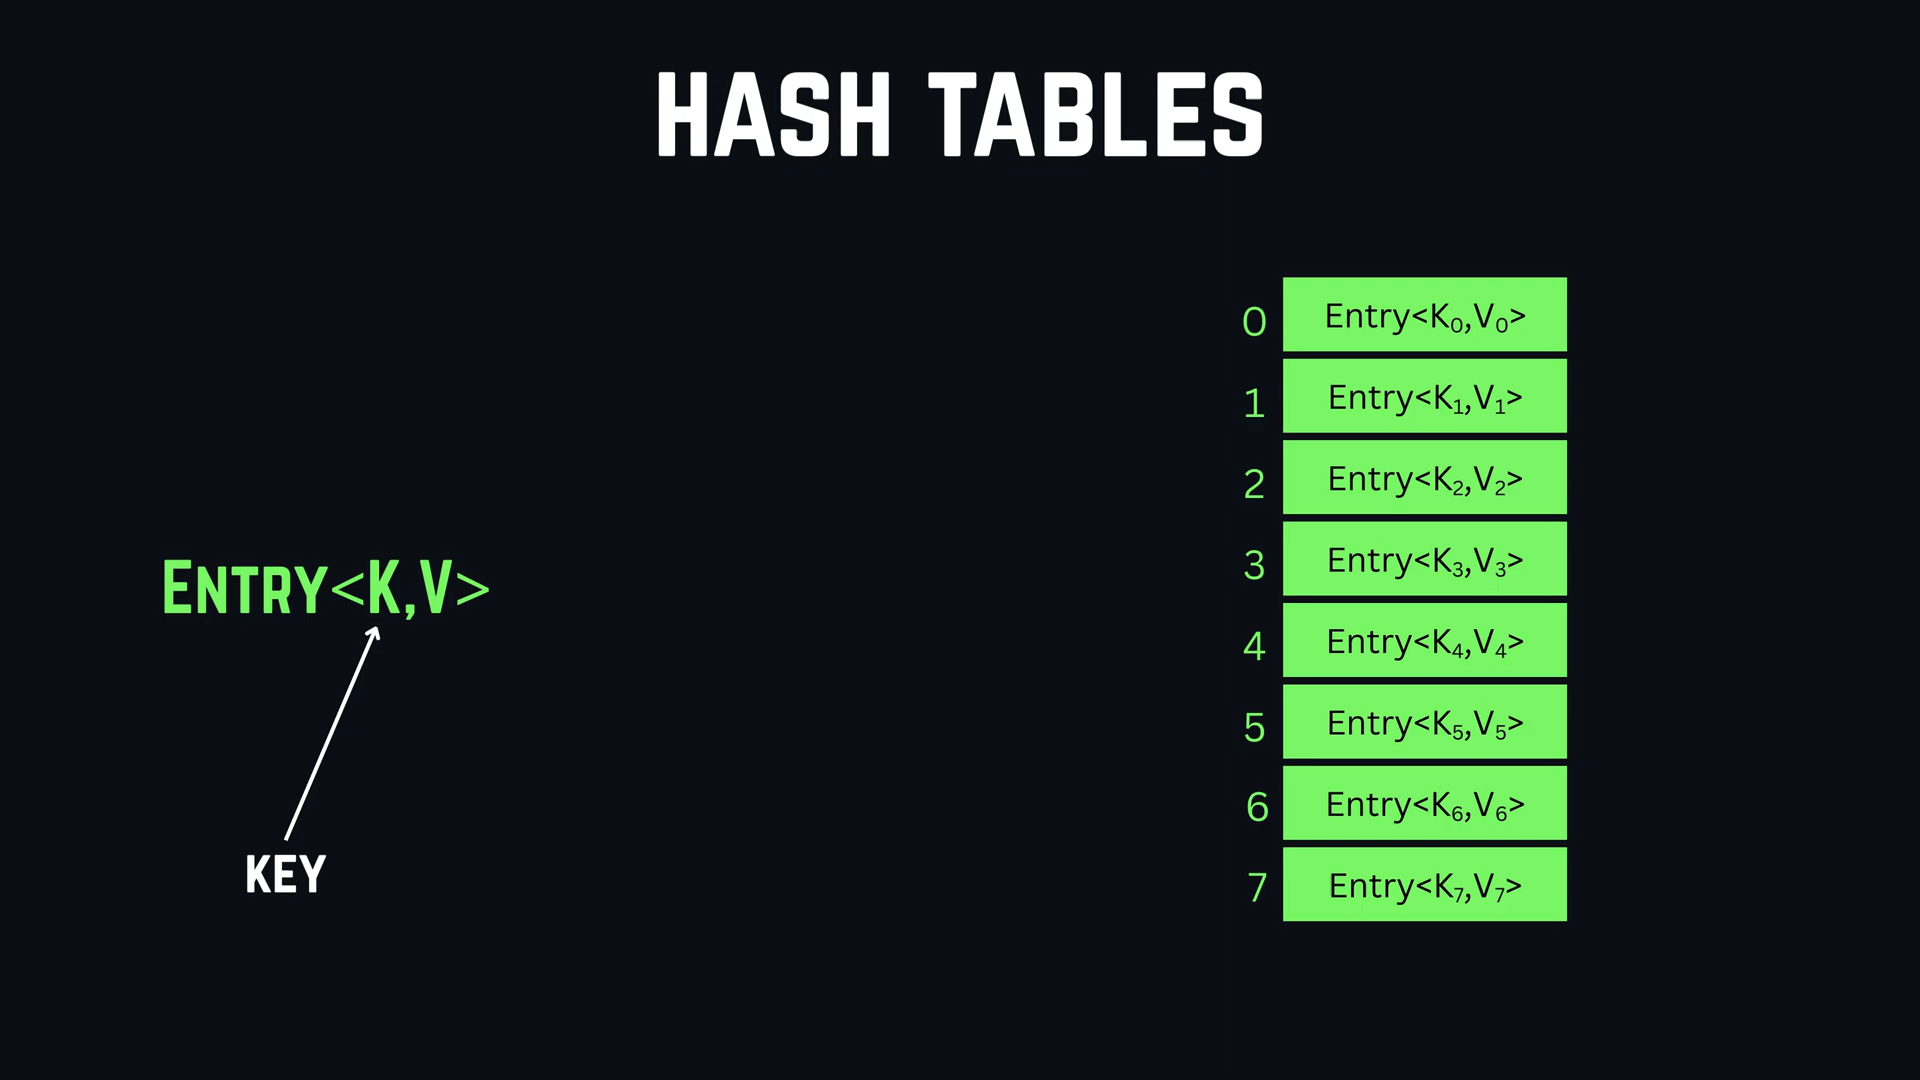 HASH TABLES
ENTRY<K,V>
KEY
0 Entry<K₀,V₀>
1 Entry<K₁,V₁>
2 Entry<K₂,V₂>
3 Entry<K₃,V₃>
4 Entry<K₄,V₄>
5 Entry<K₅,V₅>
6 Entry<K₆,V₆>
7 Entry<K₇,V₇>